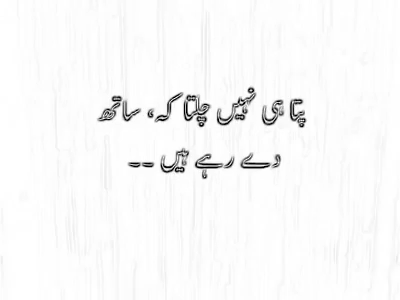 پتا ہی نہیں چلتا کہ، ساتھ
دے رہے ہیں --